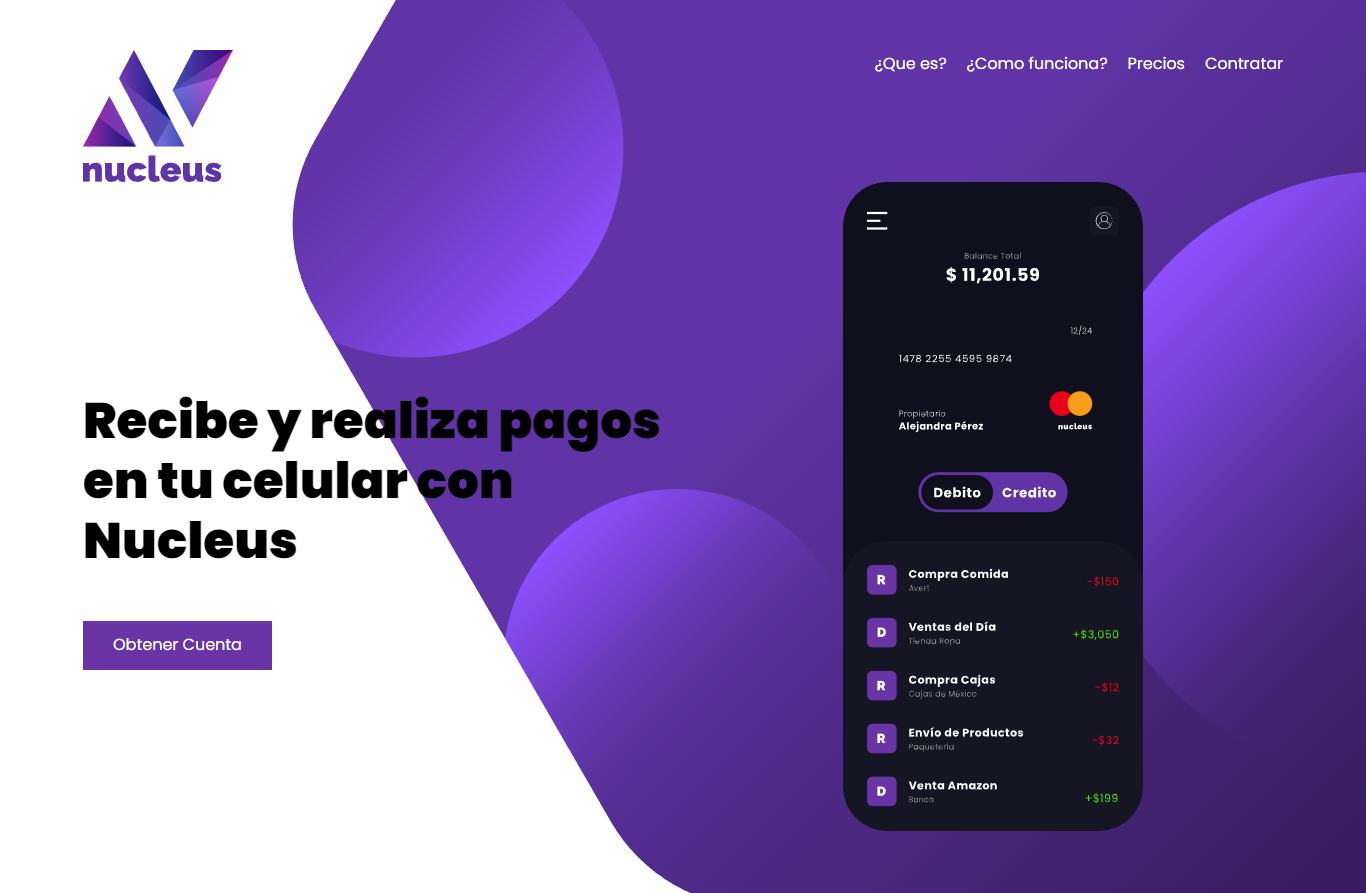 nucleus
¿Que es? ¿Como funciona? Precios Contratar
Recibe y realiza pagos
en tu celular con
Nucleus
Obtener Cuenta
Balance Total
$ 11,201.59
12/24
1478 2255 4595 9874
Propietario
Alejandra Pérez
nucleus
Debito Credito
R Compra Comida -$150
Aver!
D Ventas del Día +$3,050
Tienda Ropa
R Compra Cajas -$12
Cajas de México
R Envío de Productos -$32
Paquetería
D Venta Amazon +$199
Banco